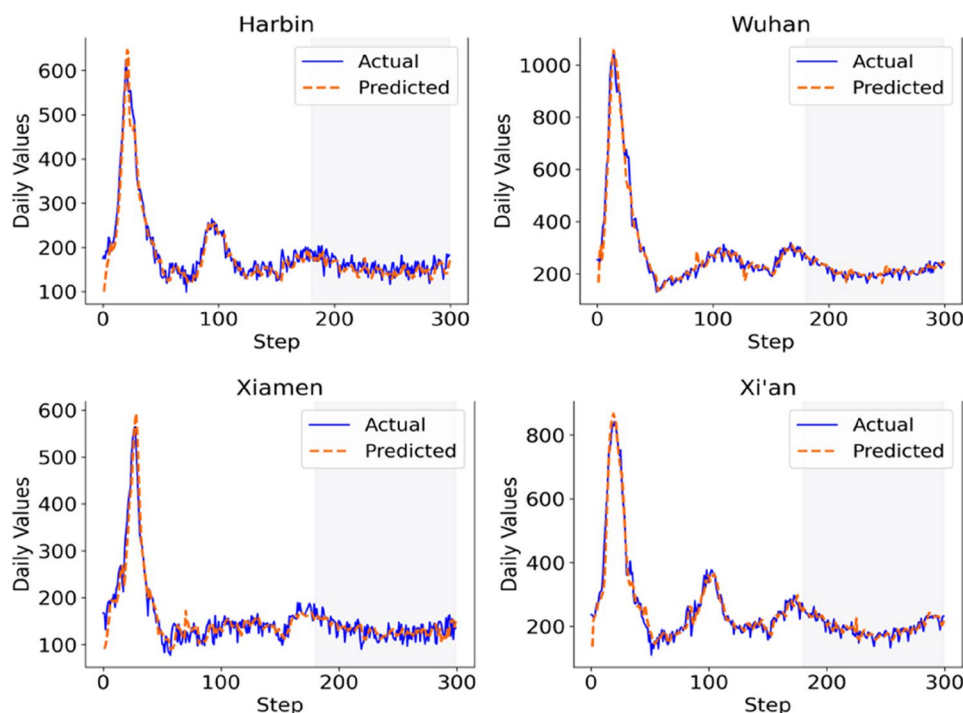 Harbin
Daily Values
600
500
400
300
200
100
Actual
Predicted
0
100
200
300
Step
Wuhan
Daily Values
1000
800
600
400
200
Actual
Predicted
0
100
200
300
Step
Xiamen
Daily Values
600
500
400
300
200
100
Actual
Predicted
0
100
200
300
Step
Xi'an
Daily Values
800
600
400
200
Actual
Predicted
0
100
200
300
Step